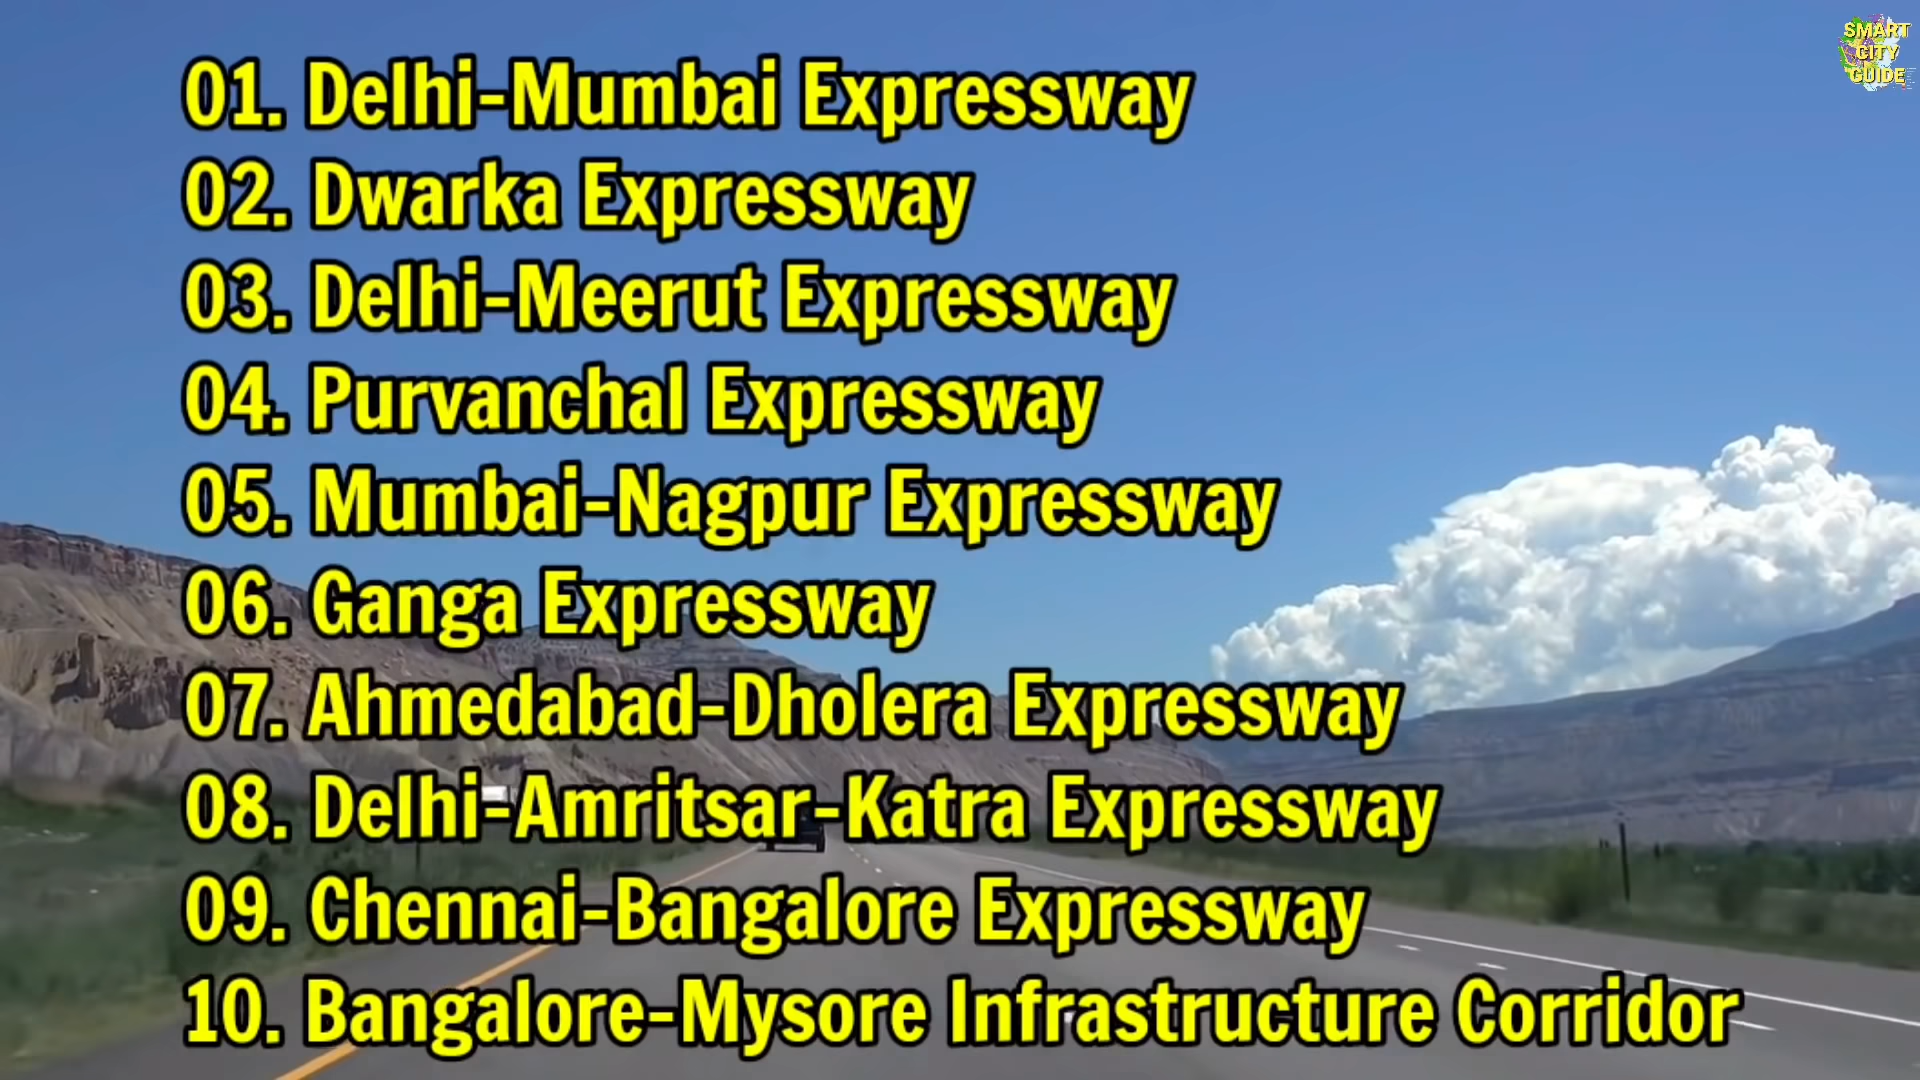 01. Delhi-Mumbai Expressway
02. Dwarka Expressway
03. Delhi-Meerut Expressway
04. Purvanchal Expressway
05. Mumbai-Nagpur Expressway
06. Ganga Expressway
07. Ahmedabad-Dholera Expressway
08. Delhi-Amritsar-Katra Expressway
09. Chennai-Bangalore Expressway
10. Bangalore-Mysore Infrastructure Corridor
SMART
CITY
GUIDE